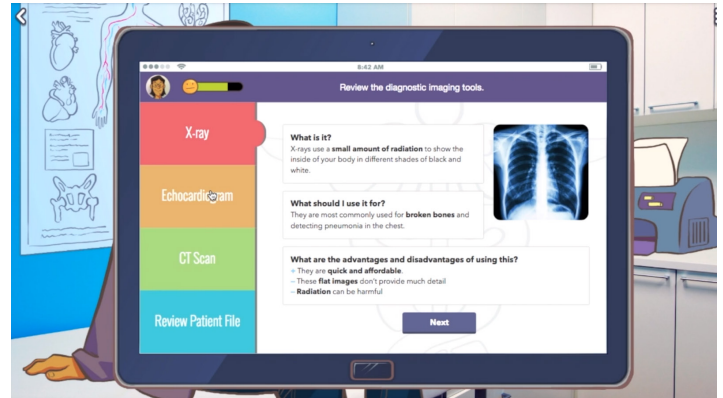 8:42 AM
Review the diagnostic imaging tools.
X-ray
Echocardiogram
CT Scan
Review Patient File
What is it?
X-rays use a small amount of radiation to show the
inside of your body in different shades of black and
white.
What should I use it for?
They are most commonly used for broken bones and
detecting pneumonia in the chest.
What are the advantages and disadvantages of using this?
+ They are quick and affordable.
– These flat images don't provide much detail
– Radiation can be harmful
Next